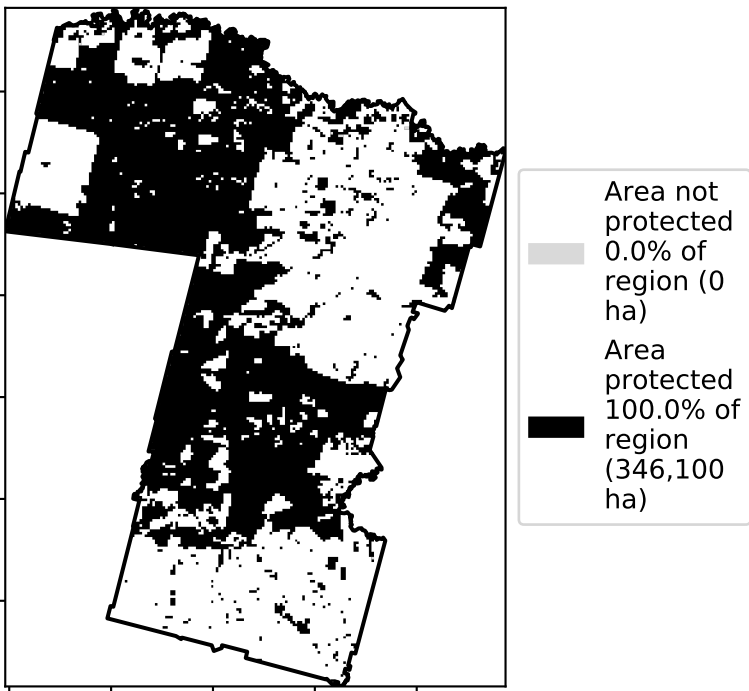 Area not
protected
0.0% of
region (0
ha)
Area
protected
100.0% of
region
(346,100
ha)